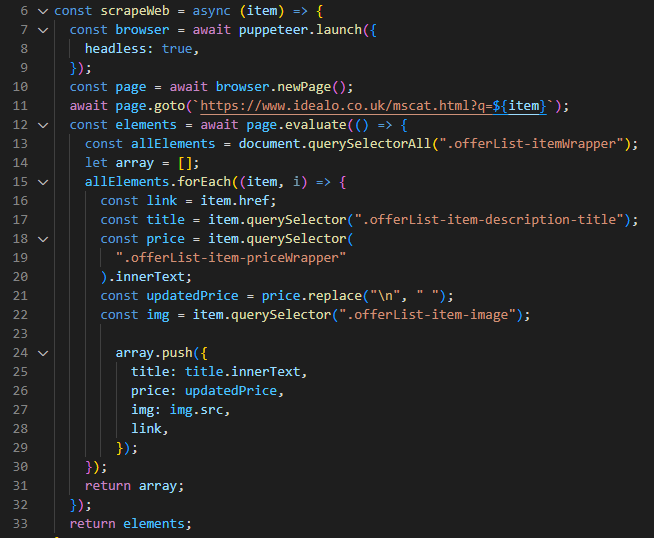 6 const scrapeWeb = async (item) => {
7   const browser = await puppeteer.launch({
8     headless: true,
9   });
10   const page = await browser.newPage();
11   await page.goto(`https://www.idealo.co.uk/mscat.html?q=${item}`);
12   const elements = await page.evaluate(() => {
13     const allElements = document.querySelectorAll(".offerList-itemWrapper");
14     let array = [];
15     allElements.forEach((item, i) => {
16       const link = item.href;
17       const title = item.querySelector(".offerList-item-description-title");
18       const price = item.querySelector(
19         ".offerList-item-priceWrapper"
20       ).innerText;
21       const updatedPrice = price.replace("\n", " ");
22       const img = item.querySelector(".offerList-item-image");
23
24         array.push({
25           title: title.innerText,
26           price: updatedPrice,
27           img: img.src,
28           link,
29         });
30     });
31     return array;
32   });
33   return elements;